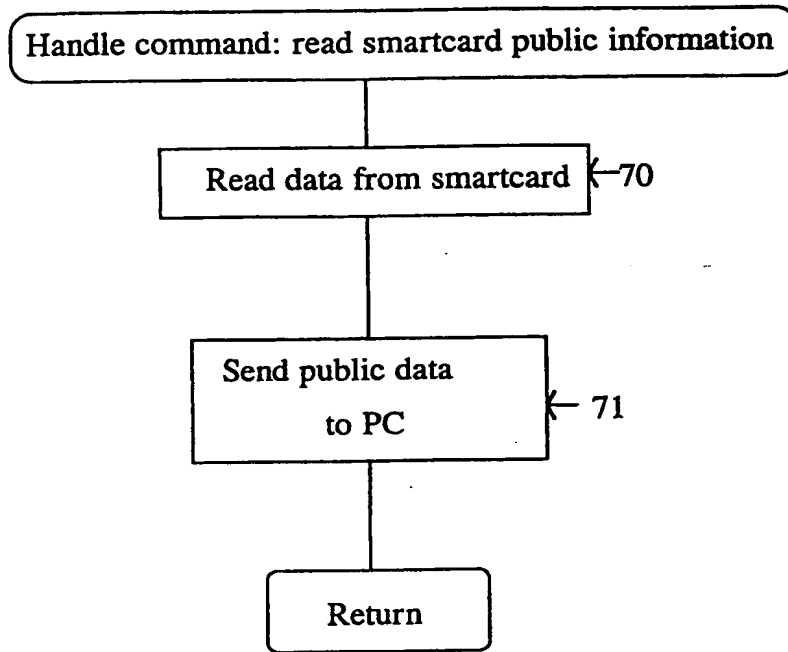 Handle command: read smartcard public information
Read data from smartcard
70
Send public data
to PC
71
Return